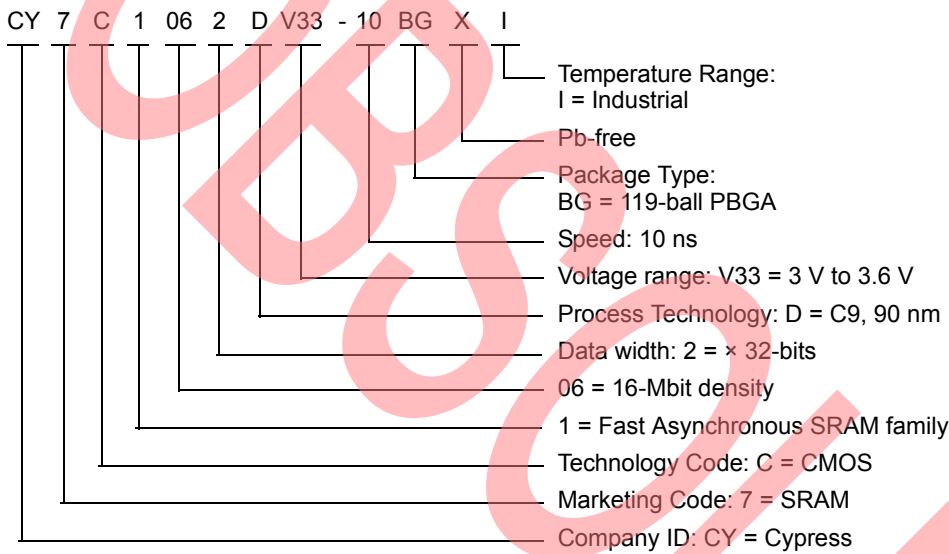 CY 7 C 1 06 2 D V33 - 10 BG X I
Temperature Range:
I = Industrial
Pb-free
Package Type:
BG = 119-ball PBGA
Speed: 10 ns
Voltage range: V33 = 3 V to 3.6 V
Process Technology: D = C9, 90 nm
Data width: 2 = × 32-bits
06 = 16-Mbit density
1 = Fast Asynchronous SRAM family
Technology Code: C = CMOS
Marketing Code: 7 = SRAM
Company ID: CY = Cypress